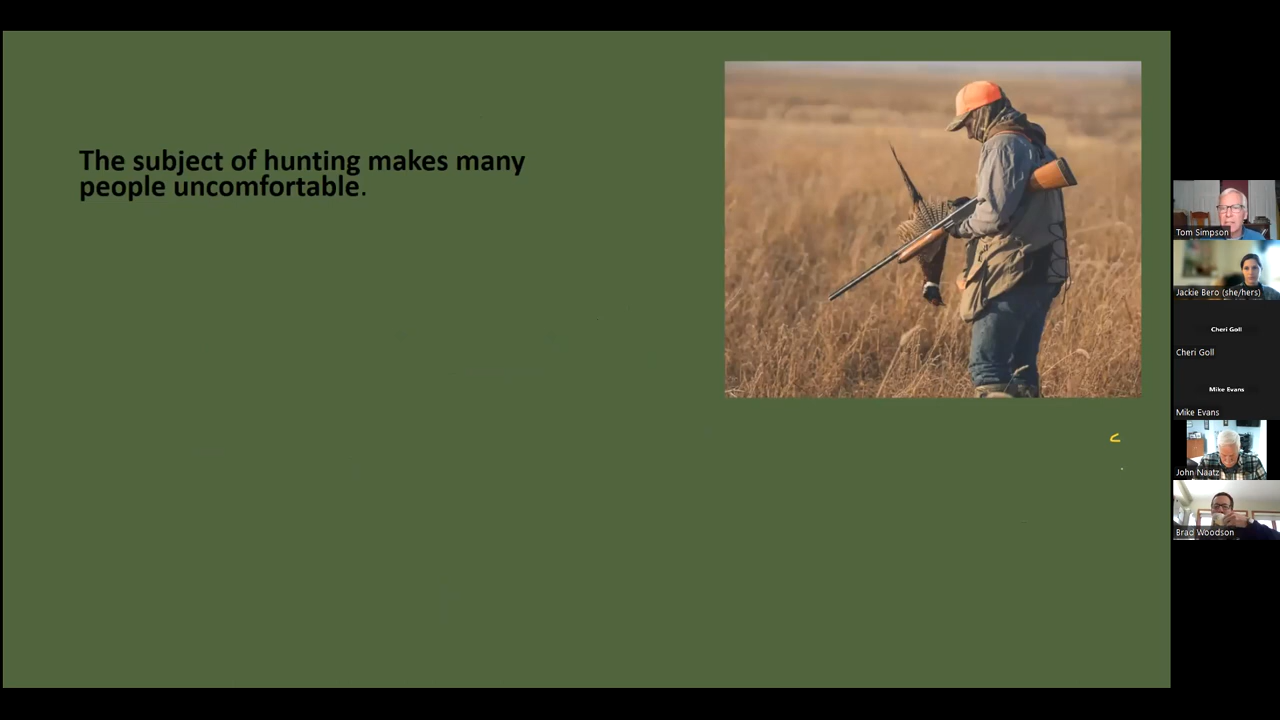 The subject of hunting makes many
people uncomfortable.
Tom Simpson
Jackie Bero (she/hers)
Cheri Goll
Cheri Goll
Mike Evans
Mike Evans
John Naatz
Brad Woodson